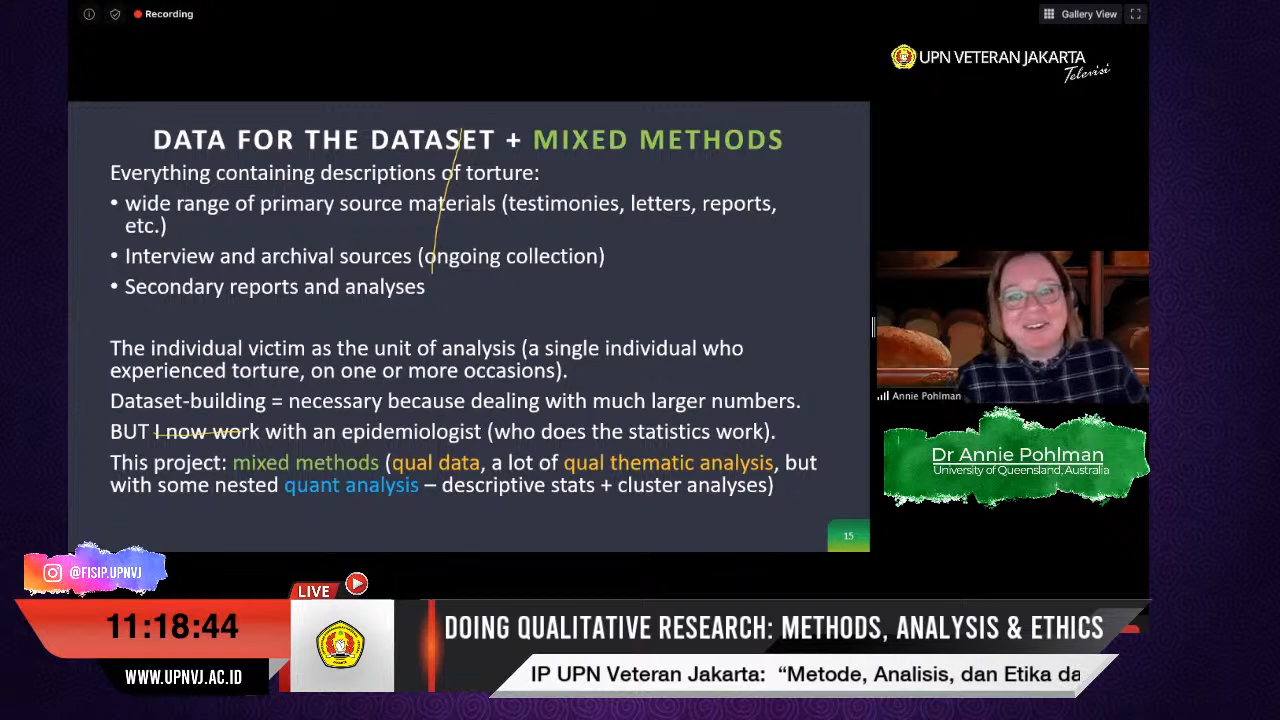 Recording
Gallery View
UPN VETERAN JAKARTA
Televisi
DATA FOR THE DATASET + MIXED METHODS
Everything containing descriptions of torture:
• wide range of primary source materials (testimonies, letters, reports,
etc.)
• Interview and archival sources (ongoing collection)
• Secondary reports and analyses
The individual victim as the unit of analysis (a single individual who
experienced torture, on one or more occasions).
Dataset-building = necessary because dealing with much larger numbers.
BUT I now work with an epidemiologist (who does the statistics work).
This project: mixed methods (qual data, a lot of qual thematic analysis, but
with some nested quant analysis – descriptive stats + cluster analyses)
15
Annie Pohlman
Dr Annie Pohlman
University of Queensland, Australia
@FISIP.UPNVJ
LIVE
11:18:44
DOING QUALITATIVE RESEARCH: METHODS, ANALYSIS & ETHICS
WWW.UPNVJ.AC.ID
IP UPN Veteran Jakarta: “Metode, Analisis, dan Etika da